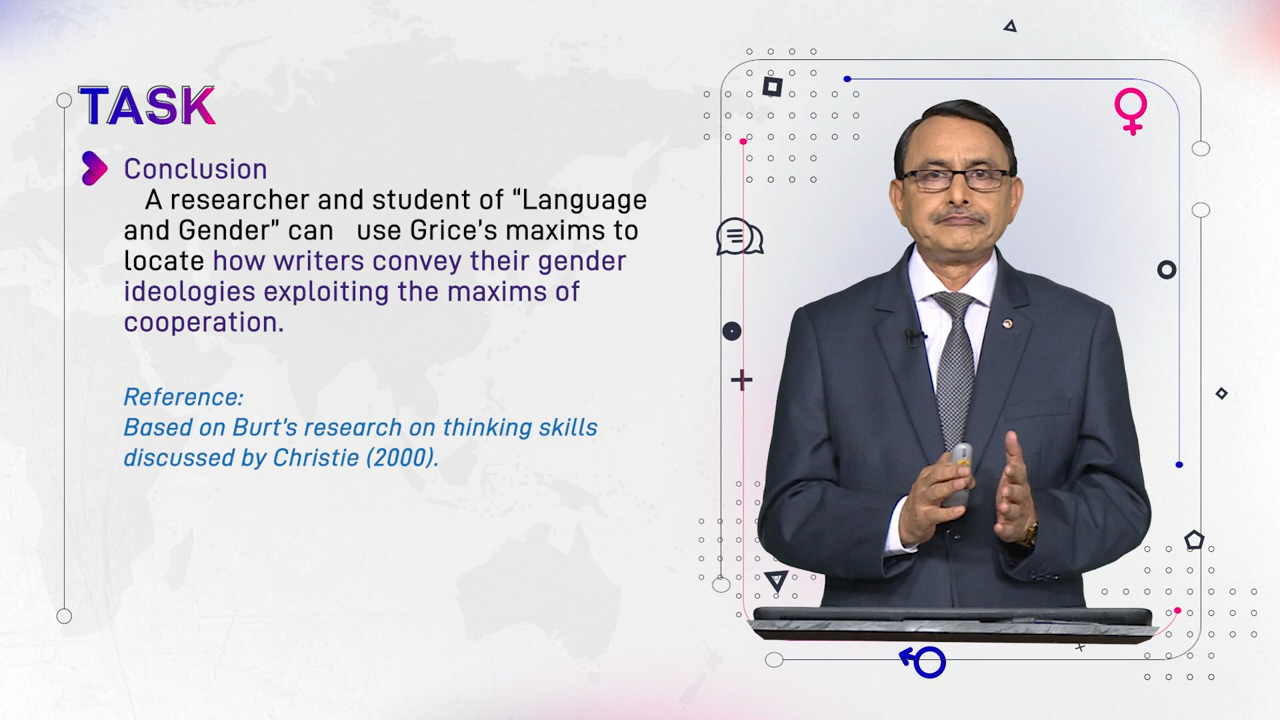 TASK
Conclusion
A researcher and student of “Language
and Gender” can use Grice’s maxims to
locate how writers convey their gender
ideologies exploiting the maxims of
cooperation.
Reference:
Based on Burt’s research on thinking skills
discussed by Christie (2000).